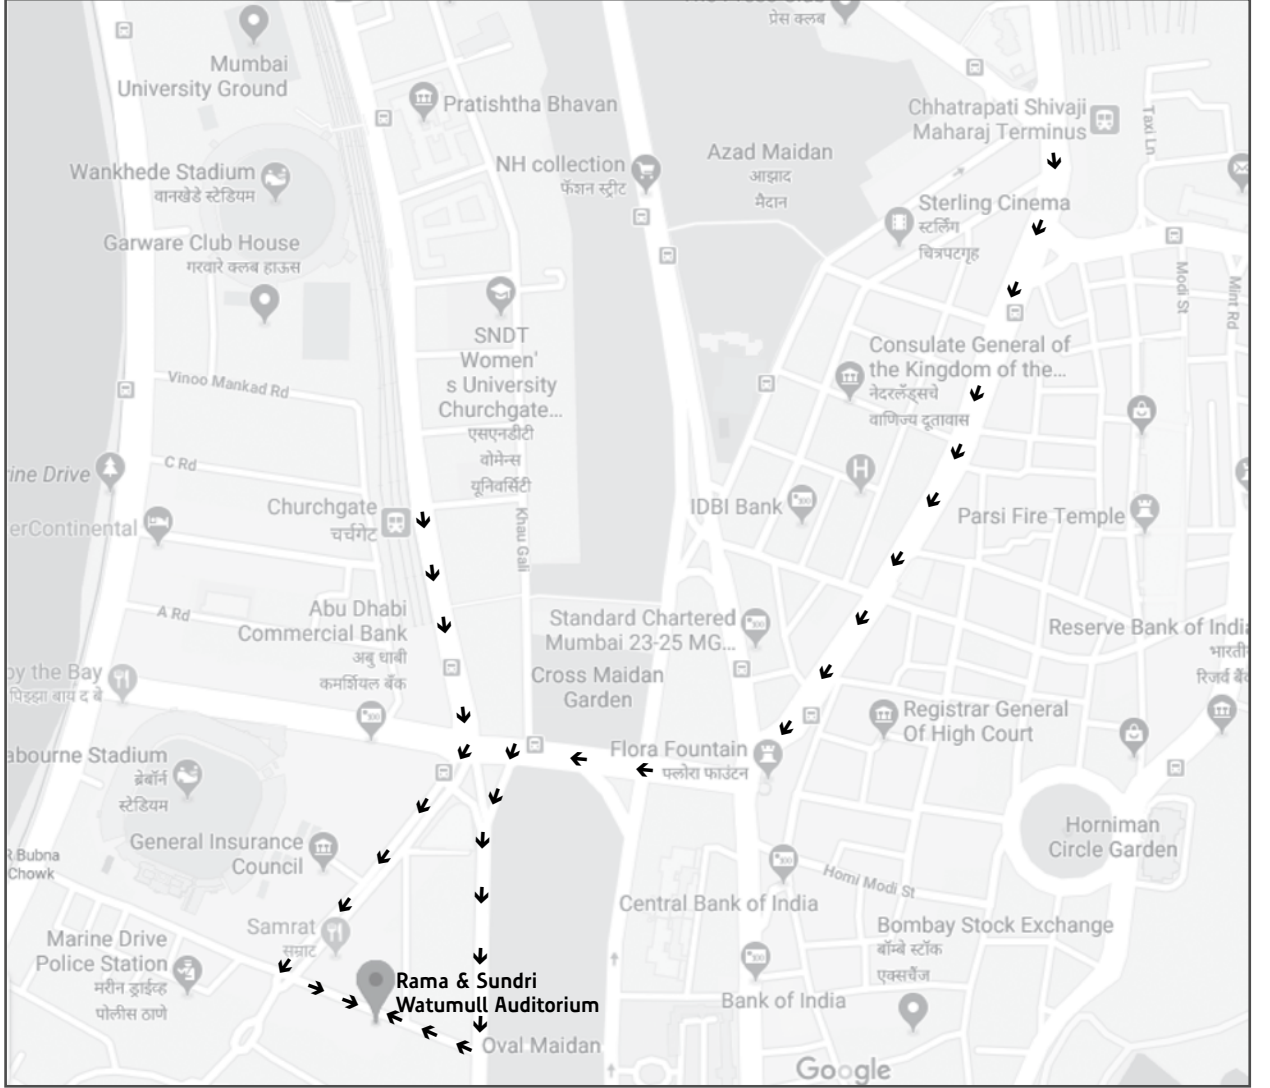 प्रेस क्लब
Mumbai
University Ground
Pratishtha Bhavan
Chhatrapati Shivaji
Maharaj Terminus
Taxi Ln
Wankhede Stadium
वानखेडे स्टेडियम
NH collection
फॅशन स्ट्रीट
Azad Maidan
आझाद
मैदान
Sterling Cinema
स्टर्लिंग
चित्रपटगृह
Garware Club House
गरवारे क्लब हाऊस
Modi St
Mint Rd
SNDT
Women'
s University
Churchgate...
एसएनडीटी
वोमेन्स
यूनिवर्सिटी
Consulate General of
the Kingdom of the...
नेदरलॅंड्सचे
वाणिज्य दूतावास
Vinoo Mankad Rd
C Rd
rine Drive
Churchgate
चर्चगेट
erContinental
Khau Gali
IDBI Bank
Parsi Fire Temple
A Rd
Abu Dhabi
Commercial Bank
अबु धाबी
कमर्शियल बँक
Standard Chartered
Mumbai 23-25 MG...
Reserve Bank of India
भारती
रिजर्व बैं
by the Bay
पिझ्झा बाय द बे
Cross Maidan
Garden
Registrar General
Of High Court
Flora Fountain
फ्लोरा फाउंटन
abourne Stadium
ब्रेबॉर्न
स्टेडियम
General Insurance
Council
R Bubna
Chowk
Horniman
Circle Garden
Homi Modi St
Central Bank of India
Bombay Stock Exchange
बॉम्बे स्टॉक
एक्सचेंज
Samrat
सम्राट
Marine Drive
Police Station
मरीन ड्राईव्ह
पोलीस ठाणे
Rama & Sundri
Watumull Auditorium
Bank of India
Oval Maidan
Google